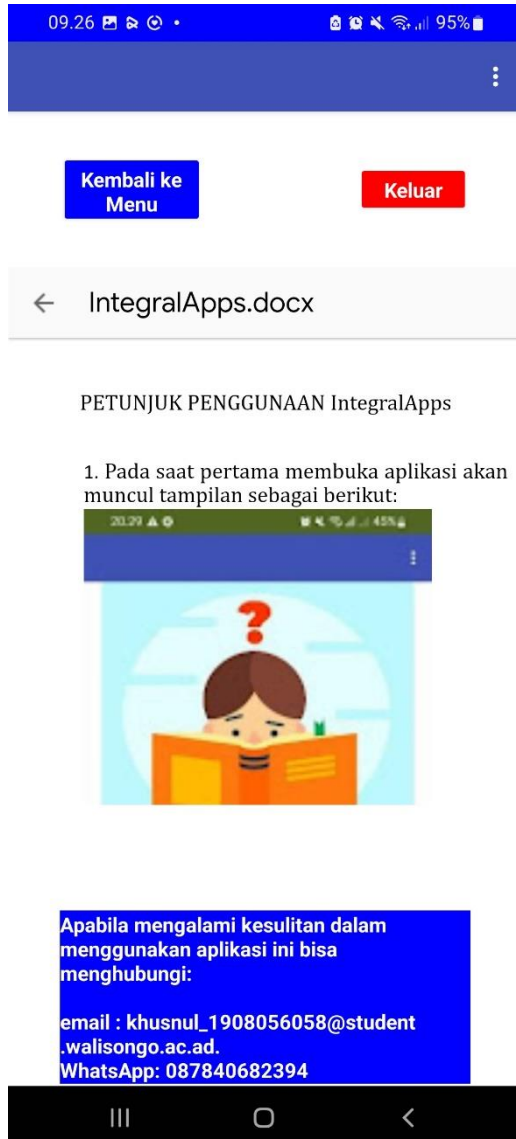 09.26 95%
Kembali ke
Menu
Keluar
IntegralApps.docx
PETUNJUK PENGGUNAAN IntegralApps
1. Pada saat pertama membuka aplikasi akan
muncul tampilan sebagai berikut:
20.29 45%
?
Apabila mengalami kesulitan dalam
menggunakan aplikasi ini bisa
menghubungi:
email : khusnul_1908056058@student
.walisongo.ac.ad.
WhatsApp: 087840682394